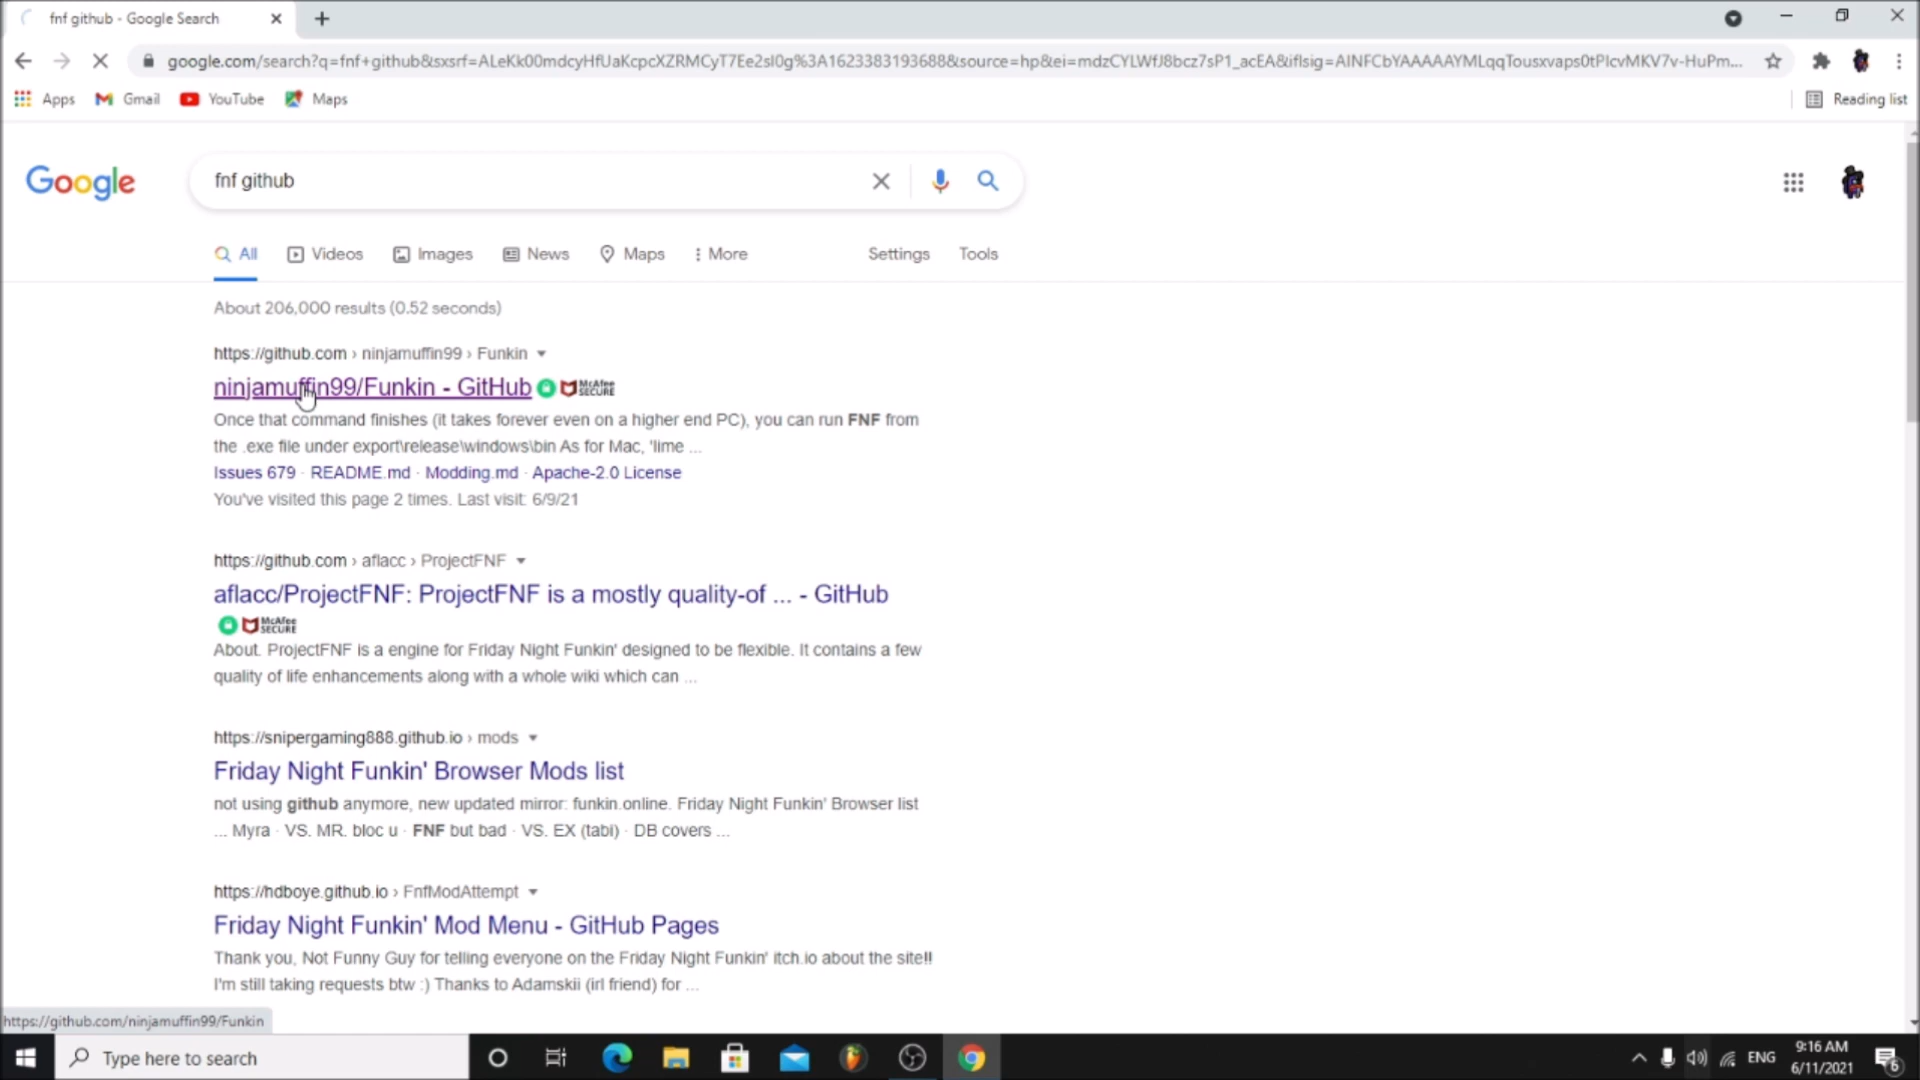 fnf github - Google Search
google.com/search?q=fnf+github&sxsrf=ALeKk00mdcyHfUaKcpcXZRMCyT7Ee2sI0g%3A1623383193688&source=hp&ei=mdzCYLWfJ8bcz7sP1_acEA&iflsig=AINFCbYAAAAAYMLqqTousxvaps0tPIcvMKV7v-HuPm...
Apps Gmail YouTube Maps Reading list
Google fnf github
All Videos Images News Maps More Settings Tools
About 206,000 results (0.52 seconds)
https://github.com › ninjamuffin99 › Funkin
ninjamuffin99/Funkin - GitHub McAfee SECURE
Once that command finishes (it takes forever even on a higher end PC), you can run FNF from
the .exe file under export\release\windows\bin As for Mac, 'lime ...
Issues 679 · README.md · Modding.md · Apache-2.0 License
You've visited this page 2 times. Last visit: 6/9/21
https://github.com › aflacc › ProjectFNF
aflacc/ProjectFNF: ProjectFNF is a mostly quality-of ... - GitHub
McAfee SECURE
About. ProjectFNF is a engine for Friday Night Funkin' designed to be flexible. It contains a few
quality of life enhancements along with a whole wiki which can ...
https://snipergaming888.github.io › mods
Friday Night Funkin' Browser Mods list
not using github anymore, new updated mirror: funkin.online. Friday Night Funkin' Browser list
... Myra · VS. MR. bloc u · FNF but bad · VS. EX (tabi) · DB covers ...
https://hdboye.github.io › FnfModAttempt
Friday Night Funkin' Mod Menu - GitHub Pages
Thank you, Not Funny Guy for telling everyone on the Friday Night Funkin' itch.io about the site!!
I'm still taking requests btw :) Thanks to Adamskii (irl friend) for ...
https://github.com/ninjamuffin99/Funkin
Type here to search
ENG
9:16 AM
6/11/2021
6